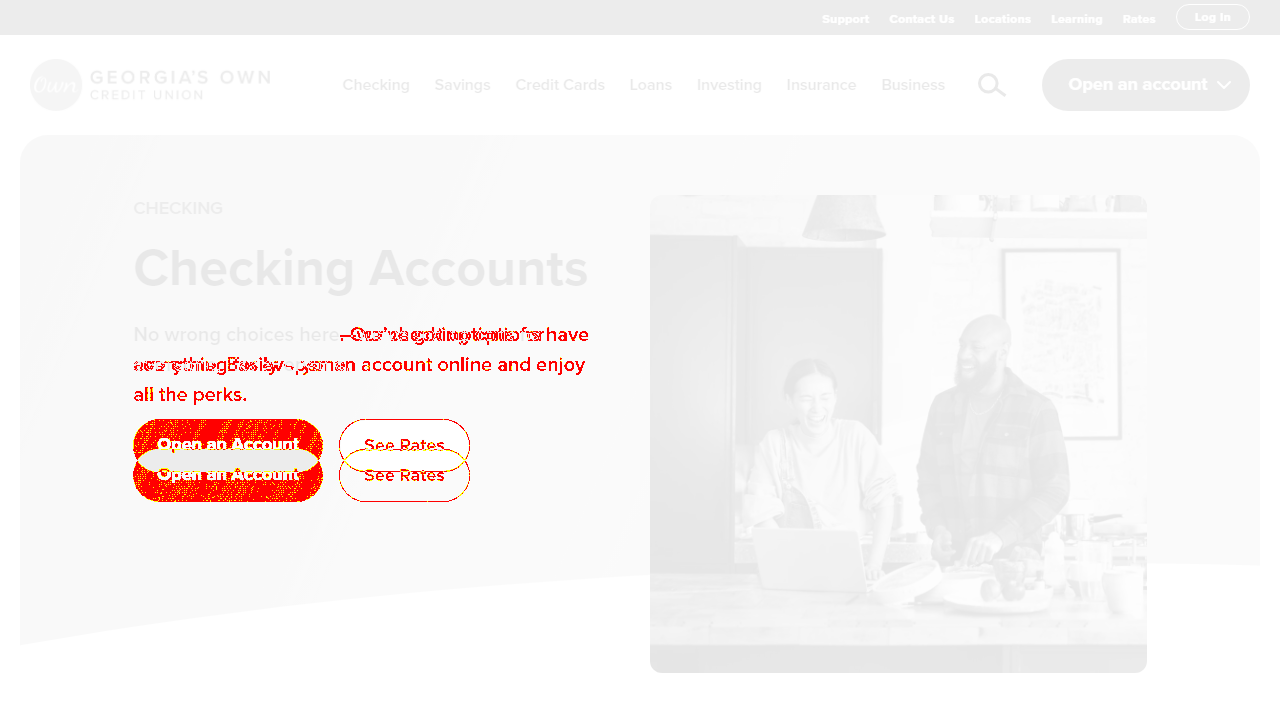 Support Contact Us Locations Learning Rates Log In
Own GEORGIA'S OWN
CREDIT UNION
Checking Savings Credit Cards Loans Investing Insurance Business Open an account
CHECKING
Checking Accounts
No wrong choices here have
account online and enjoy
all the perks.
Open an Account See Rates
Open an Account See Rates